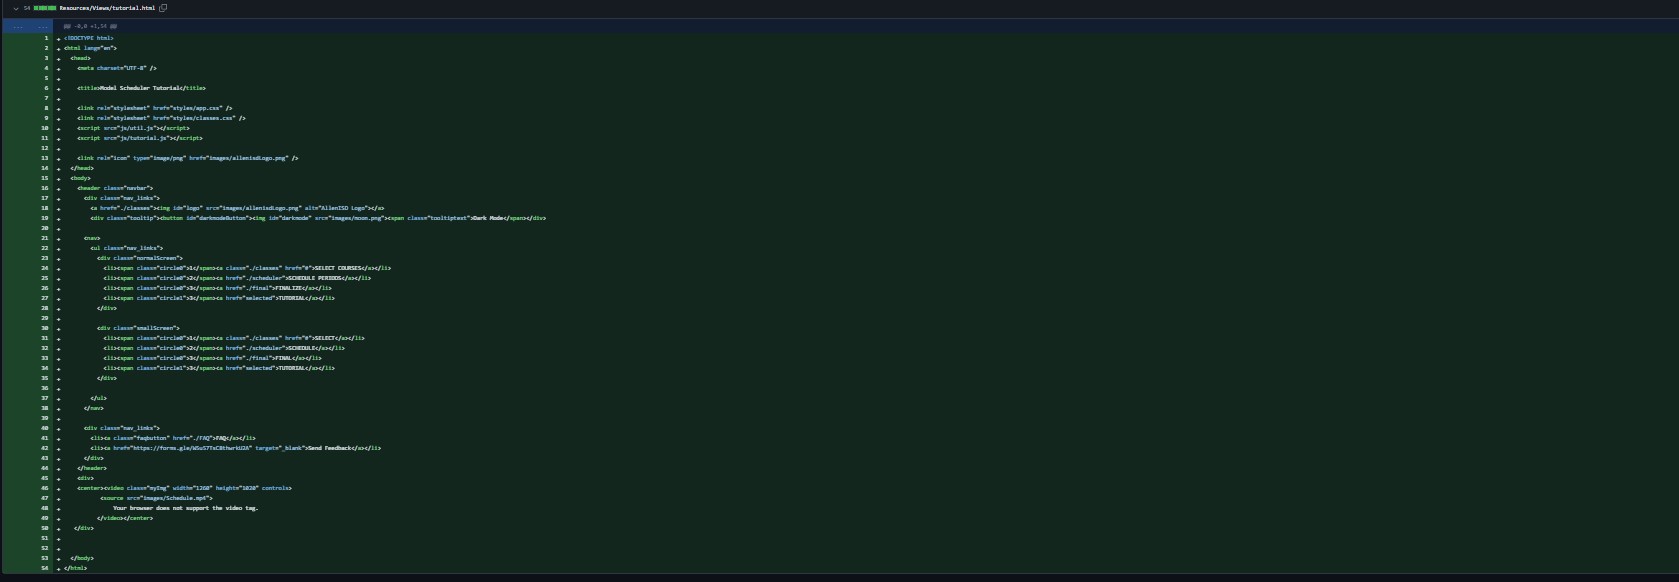 54 Resources/Views/tutorial.html
@@ -0,0 +1,54 @@
1 + <!DOCTYPE html>
2 + <html lang="en">
3 + <head>
4 + <meta charset="UTF-8" />
5 +
6 + <title>Model Scheduler Tutorial</title>
7 +
8 + <link rel="stylesheet" href="styles/app.css" />
9 + <link rel="stylesheet" href="styles/classes.css" />
10 + <script src="js/util.js"></script>
11 + <script src="js/tutorial.js"></script>
12 +
13 + <link rel="icon" type="image/png" href="images/allenisdLogo.png" />
14 + </head>
15 + <body>
16 + <header class="navbar">
17 + <div class="nav_links">
18 + <a href="./classes"><img id="logo" src="images/allenisdLogo.png" alt="AllenISD Logo"></a>
19 + <div class="tooltip"><button id="darkmodeButton"><img id="darkmode" src="images/moon.png"><span class="tooltiptext">Dark Mode</span></div>
20 +
21 + <nav>
22 + <ul class="nav_links">
23 + <div class="normalScreen">
24 + <li><span class="circle0">1</span><a class="./classes" href="#">SELECT COURSES</a></li>
25 + <li><span class="circle0">2</span><a href="./scheduler">SCHEDULE PERIODS</a></li>
26 + <li><span class="circle0">3</span><a href="./final">FINALIZE</a></li>
27 + <li><span class="circle1">3</span><a href="selected">TUTORIAL</a></li>
28 + </div>
29 +
30 + <div class="smallScreen">
31 + <li><span class="circle0">1</span><a class="./classes" href="#">SELECT</a></li>
32 + <li><span class="circle0">2</span><a href="./scheduler">SCHEDULE</a></li>
33 + <li><span class="circle0">3</span><a href="./final">FINAL</a></li>
34 + <li><span class="circle1">3</span><a href="selected">TUTORIAL</a></li>
35 + </div>
36 +
37 + </ul>
38 + </nav>
39 +
40 + <div class="nav_links">
41 + <li><a class="faqbutton" href="./FAQ">FAQ</a></li>
42 + <li><a target="_blank">Send Feedback</a></li>
43 + </div>
44 + </header>
45 + <div>
46 + <center><video class="myImg" width="1260" height="1020" controls>
47 + <source src="images/Schedule.mp4">
48 + Your browser does not support the video tag.
49 + </video></center>
50 + </div>
51 +
52 +
53 + </body>
54 + </html>